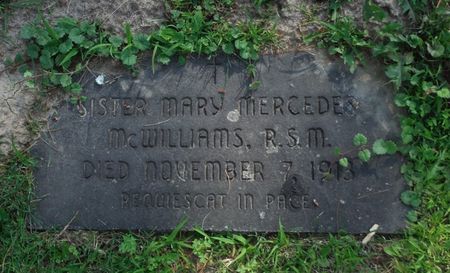 SISTER MARY MERCEDES
McWILLIAMS, R.S.M.
DIED NOVEMBER 7, 1913
REQUIESCAT IN PACE